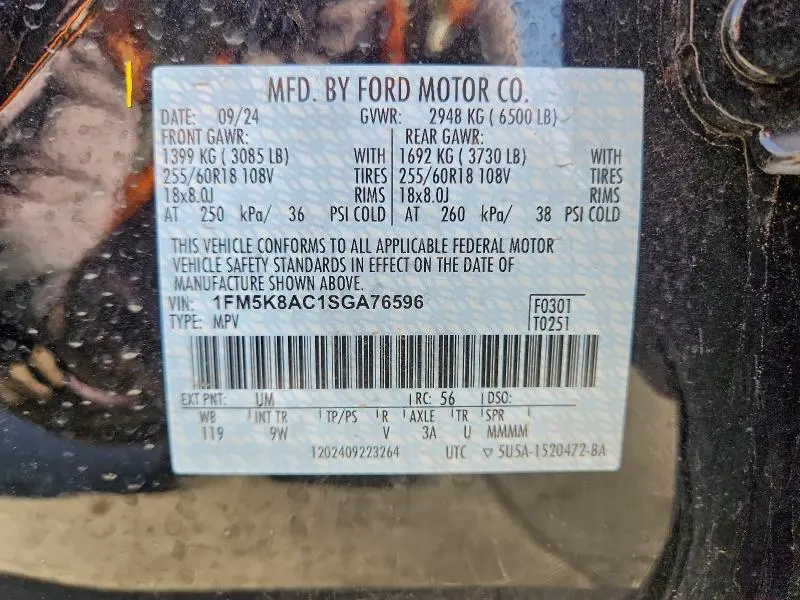 MFD. BY FORD MOTOR CO.
DATE: 09/24 GVWR: 2948 KG ( 6500 LB)
FRONT GAWR: REAR GAWR:
1399 KG ( 3085 LB) WITH 1692 KG ( 3730 LB) WITH
255/60R18 108V TIRES 255/60R18 108V TIRES
18x8.0J RIMS 18x8.0J RIMS
AT 250 kPa/ 36 PSI COLD AT 260 kPa/ 38 PSI COLD
THIS VEHICLE CONFORMS TO ALL APPLICABLE FEDERAL MOTOR
VEHICLE SAFETY STANDARDS IN EFFECT ON THE DATE OF
MANUFACTURE SHOWN ABOVE.
VIN: 1FM5K8AC1SGA76596 F0301
TYPE: MPV T0251
EXT PNT: UM RC: 56 DSO:
WB INT TR TP/PS R AXLE TR SPR
119 9W V 3A U MMMM
1202409223264 UTC ▽ 5U5A-1520472-BA